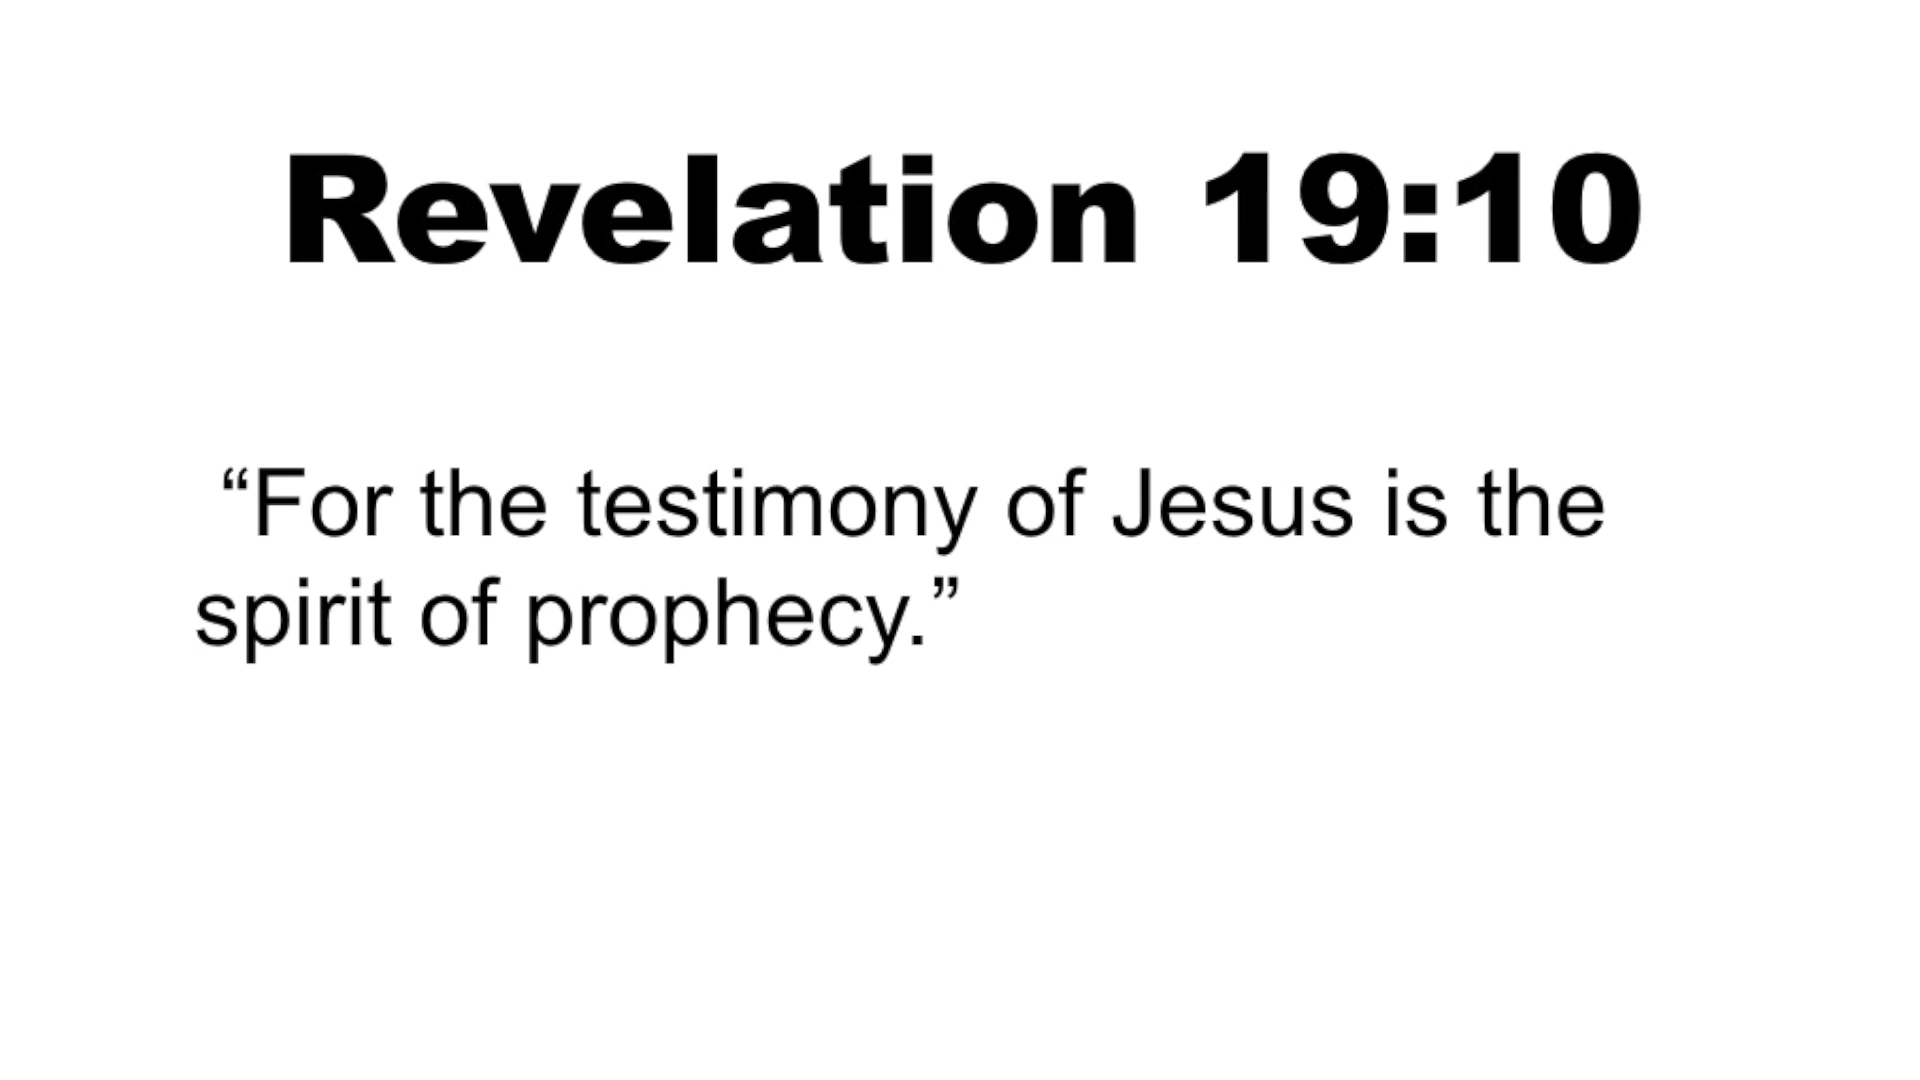 Revelation 19:10
“For the testimony of Jesus is the
spirit of prophecy.”